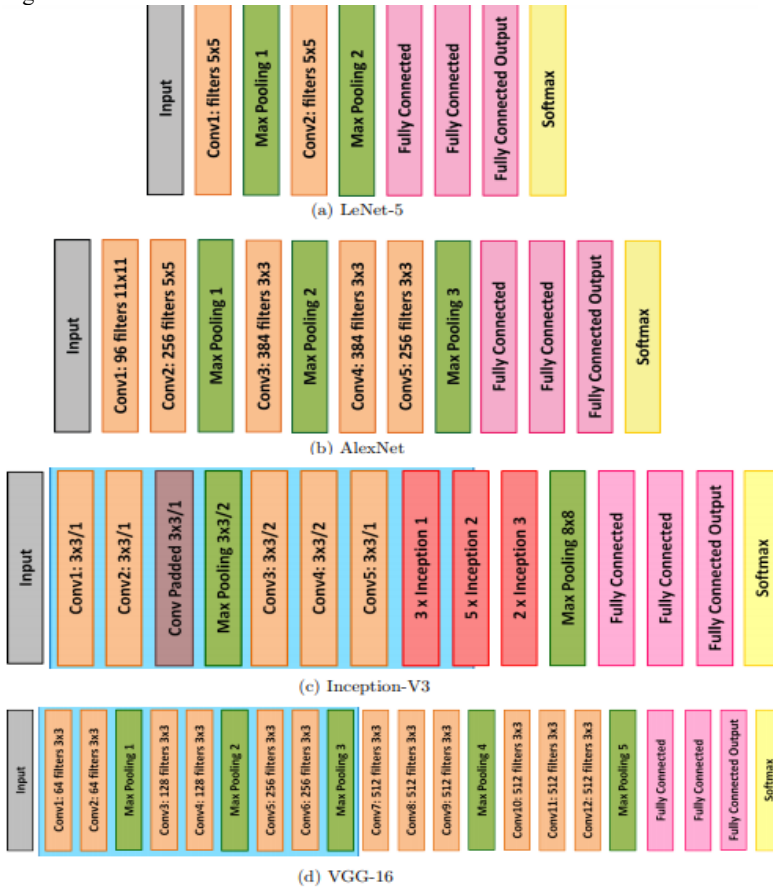 Input
Conv1: filters 5x5
Max Pooling 1
Conv2: filters 5x5
Max Pooling 2
Fully Connected
Fully Connected
Fully Connected Output
Softmax
(a) LeNet-5
Input
Conv1: 96 filters 11x11
Conv2: 256 filters 5x5
Max Pooling 1
Conv3: 384 filters 3x3
Max Pooling 2
Conv4: 384 filters 3x3
Conv5: 256 filters 3x3
Max Pooling 3
Fully Connected
Fully Connected
Fully Connected Output
Softmax
(b) AlexNet
Input
Conv1: 3x3/1
Conv2: 3x3/1
Conv Padded 3x3/1
Max Pooling 3x3/2
Conv3: 3x3/2
Conv4: 3x3/2
Conv5: 3x3/1
3 x Inception 1
5 x Inception 2
2 x Inception 3
Max Pooling 8x8
Fully Connected
Fully Connected
Fully Connected Output
Softmax
(c) Inception-V3
Input
Conv1: 64 filters 3x3
Conv2: 64 filters 3x3
Max Pooling 1
Conv3: 128 filters 3x3
Conv4: 128 filters 3x3
Max Pooling 2
Conv5: 256 filters 3x3
Conv6: 256 filters 3x3
Max Pooling 3
Conv7: 512 filters 3x3
Conv8: 512 filters 3x3
Conv9: 512 filters 3x3
Max Pooling 4
Conv10: 512 filters 3x3
Conv11: 512 filters 3x3
Conv12: 512 filters 3x3
Max Pooling 5
Fully Connected
Fully Connected
Fully Connected Output
Softmax
(d) VGG-16